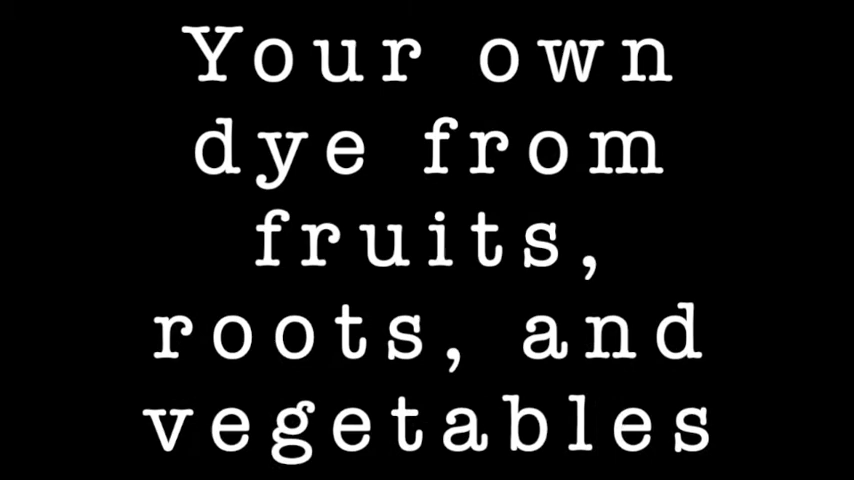 Your own
dye from
fruits,
roots, and
vegetables